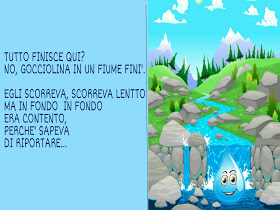 TUTTO FINISCE QUI?
NO, GOCCIOLINA IN UN FIUME FINI'.
EGLI SCORREVA, SCORREVA LENTTO
MA IN FONDO IN FONDO
ERA CONTENTO,
PERCHE' SAPEVA
DI RIPORTARE...